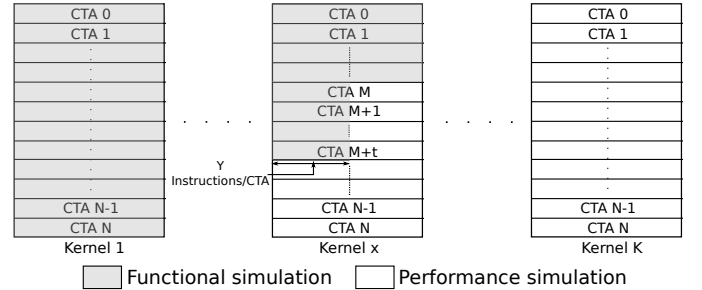 CTA 0
CTA 1
CTA N-1
CTA N
Kernel 1
CTA 0
CTA 1
CTA M
CTA M+1
CTA M+t
Y
Instructions/CTA
CTA N-1
CTA N
Kernel x
CTA 0
CTA 1
CTA N-1
CTA N
Kernel K
Functional simulation
Performance simulation